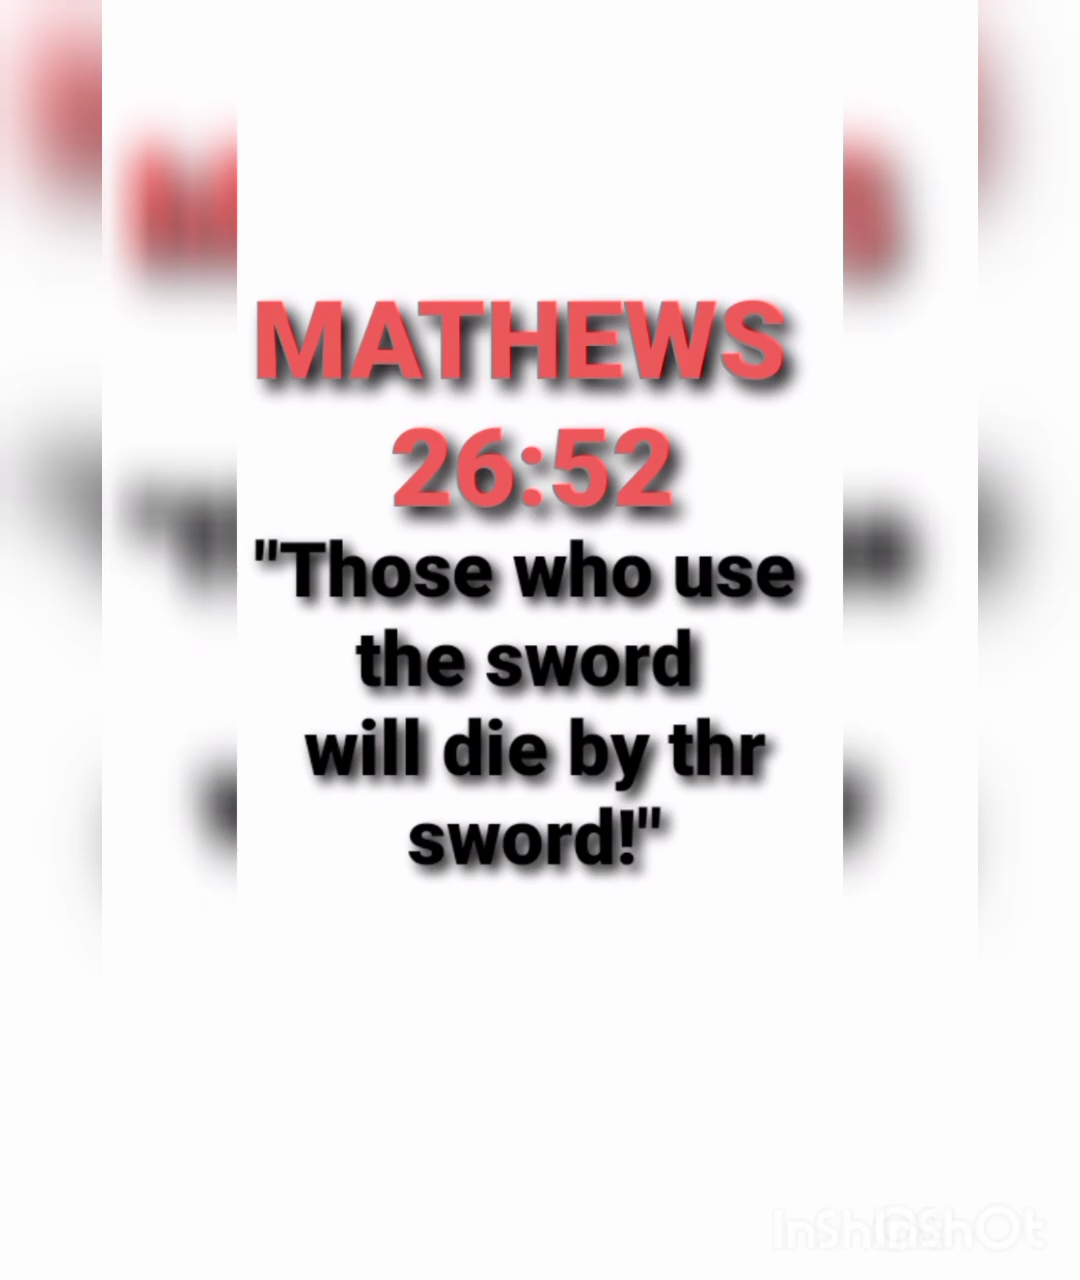 MATHEWS
26:52
"Those who use
the sword
will die by thr
sword!"
InShOt